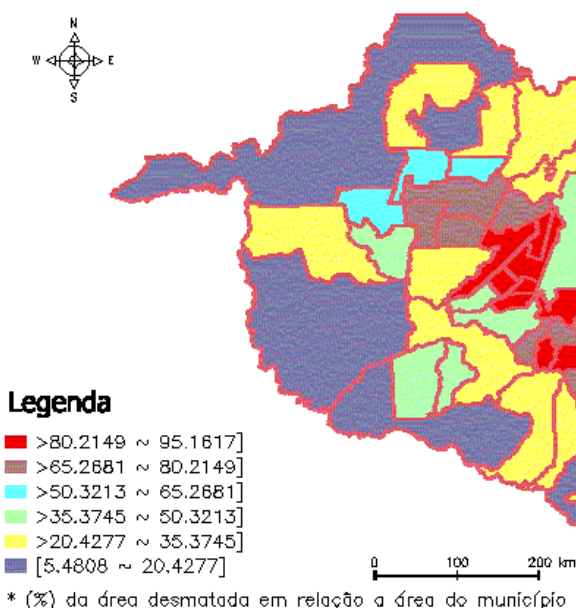 N
W E
S
Legenda
>80.2149 ~ 95.1617]
>65.2681 ~ 80.2149]
>50.3213 ~ 65.2681]
>35.3745 ~ 50.3213]
>20.4277 ~ 35.3745]
[5.4808 ~ 20.4277]
0 100 200 km
* (%) da área desmatada em relação a área do município